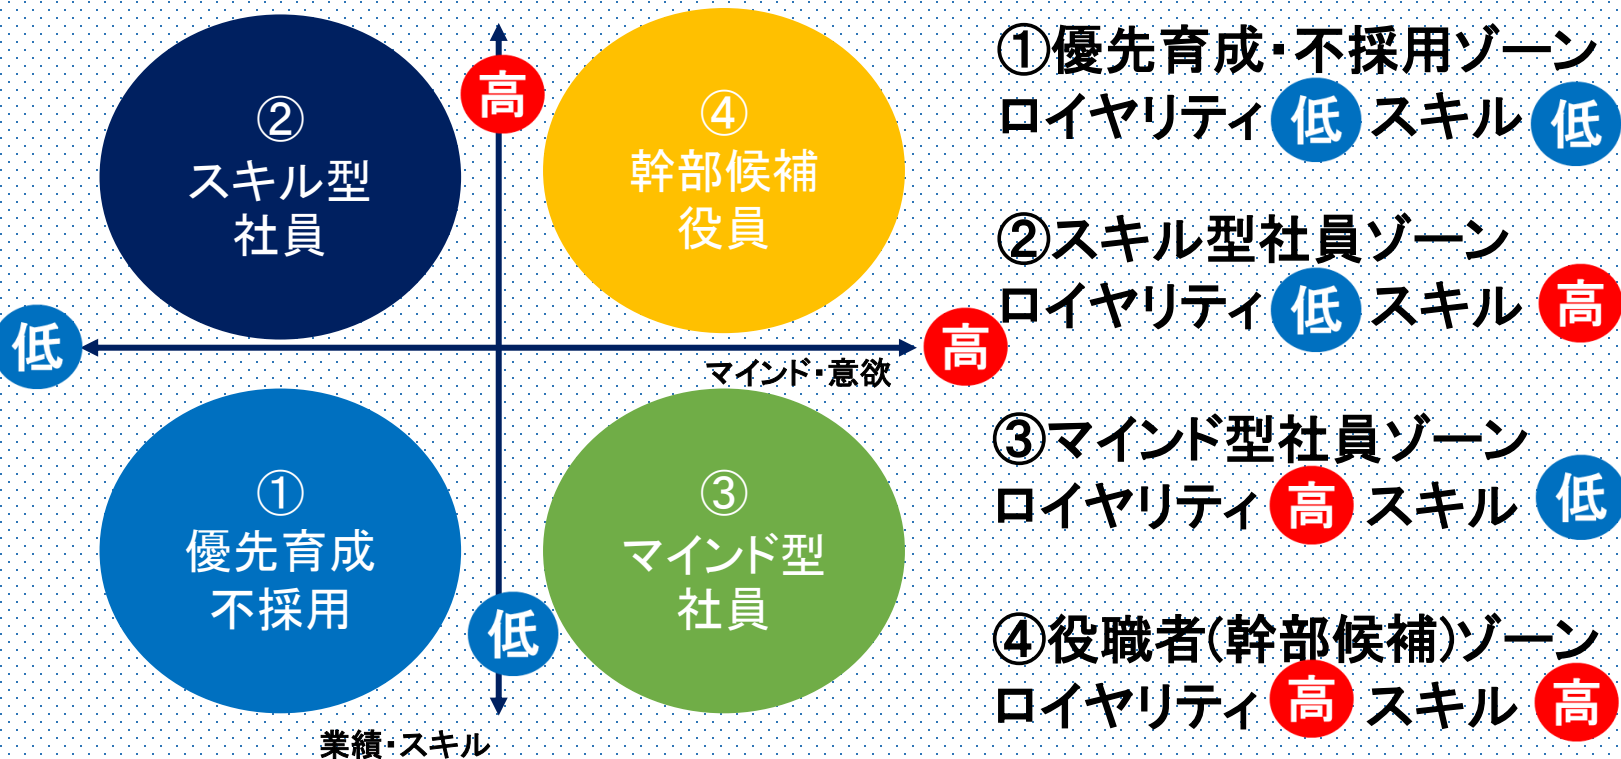 ②
スキル型
社員
高
④
幹部候補
役員
低
高
マインド・意欲
①
優先育成
不採用
低
③
マインド型
社員
業績・スキル
①優先育成・不採用ゾーン
ロイヤリティ 低 スキル 低
②スキル型社員ゾーン
ロイヤリティ 低 スキル 高
③マインド型社員ゾーン
ロイヤリティ 高 スキル 低
④役職者(幹部候補)ゾーン
ロイヤリティ 高 スキル 高